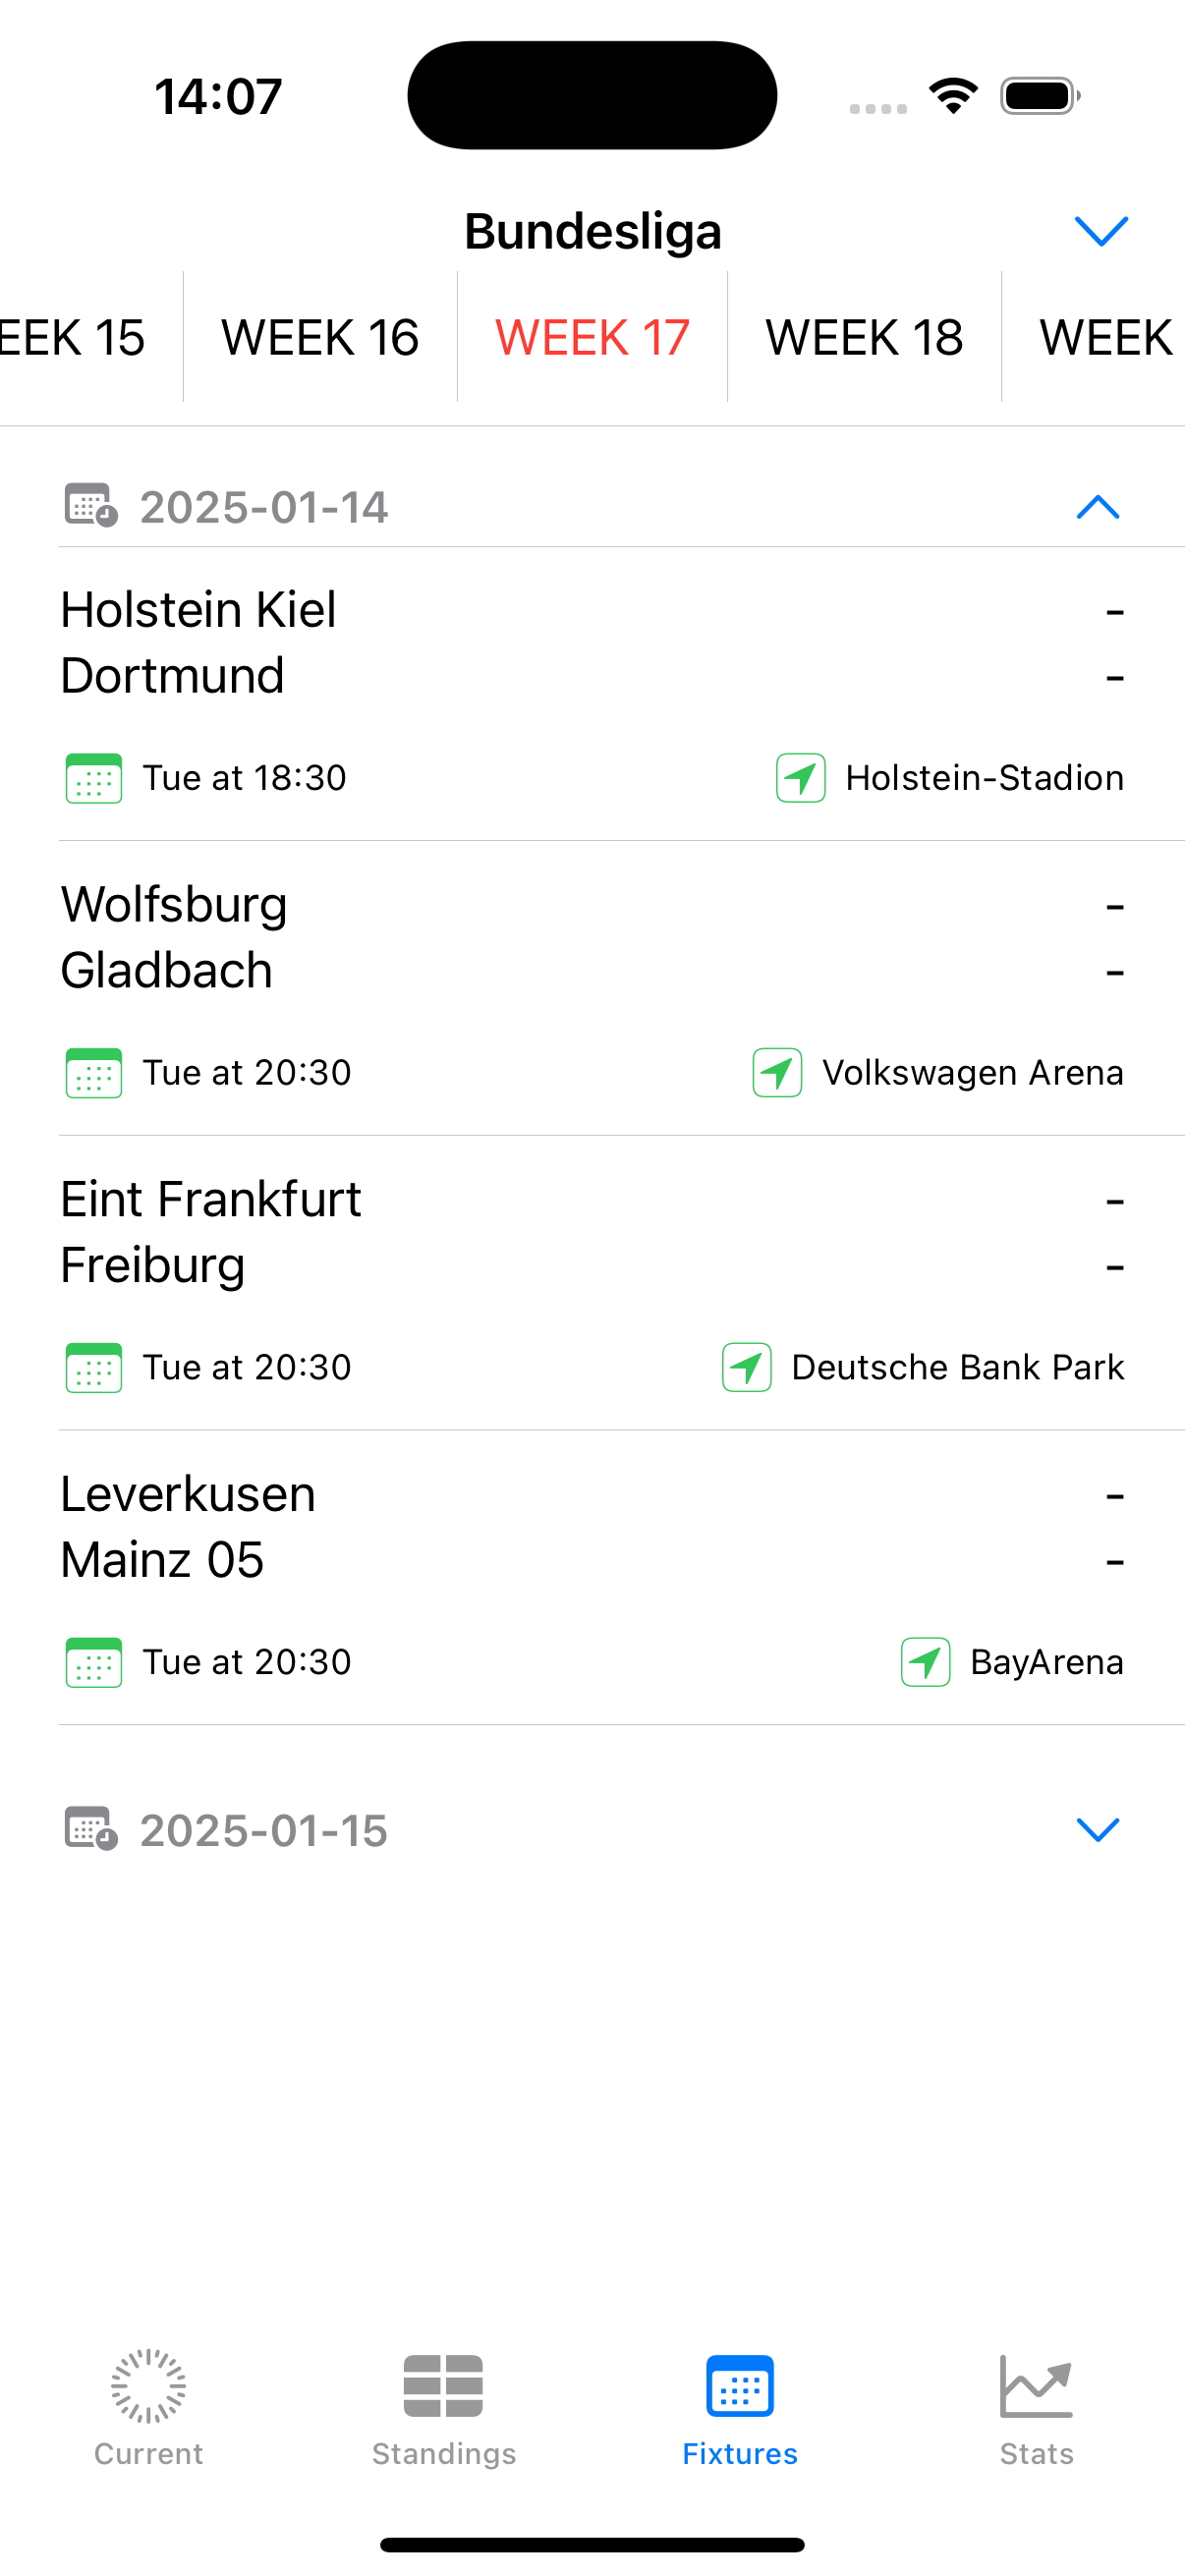 14:07
Bundesliga
EEK 15 WEEK 16 WEEK 17 WEEK 18 WEEK
2025-01-14
Holstein Kiel -
Dortmund -
Tue at 18:30 Holstein-Stadion
Wolfsburg -
Gladbach -
Tue at 20:30 Volkswagen Arena
Eint Frankfurt -
Freiburg -
Tue at 20:30 Deutsche Bank Park
Leverkusen -
Mainz 05 -
Tue at 20:30 BayArena
2025-01-15
Current Standings Fixtures Stats